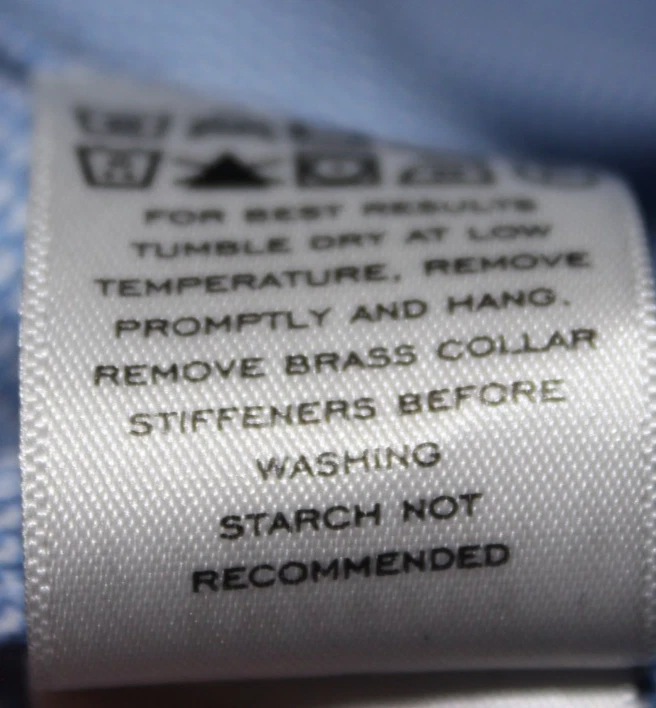 FOR BEST RESULTS
TUMBLE DRY AT LOW
TEMPERATURE, REMOVE
PROMPTLY AND HANG.
REMOVE BRASS COLLAR
STIFFENERS BEFORE
WASHING
STARCH NOT
RECOMMENDED